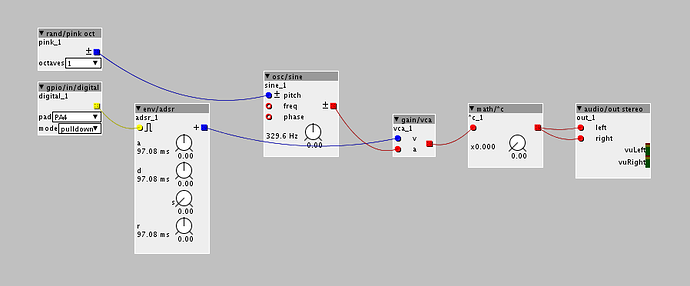 rand/pink oct
pink_1
octaves 1
gpio/in/digital
digital_1
pad PA4
mode pulldown
env/adsr
adsr_1
a
97.08 ms
0.00
d
97.08 ms
0.00
s
0.00
r
97.08 ms
0.00
osc/sine
sine_1
± pitch
freq ±
phase
329.6 Hz
0.00
gain/vca
vca_1
v
a
math/*c
*c_1
x0.000
0.00
audio/out stereo
out_1
left
right
vuLeft
vuRight